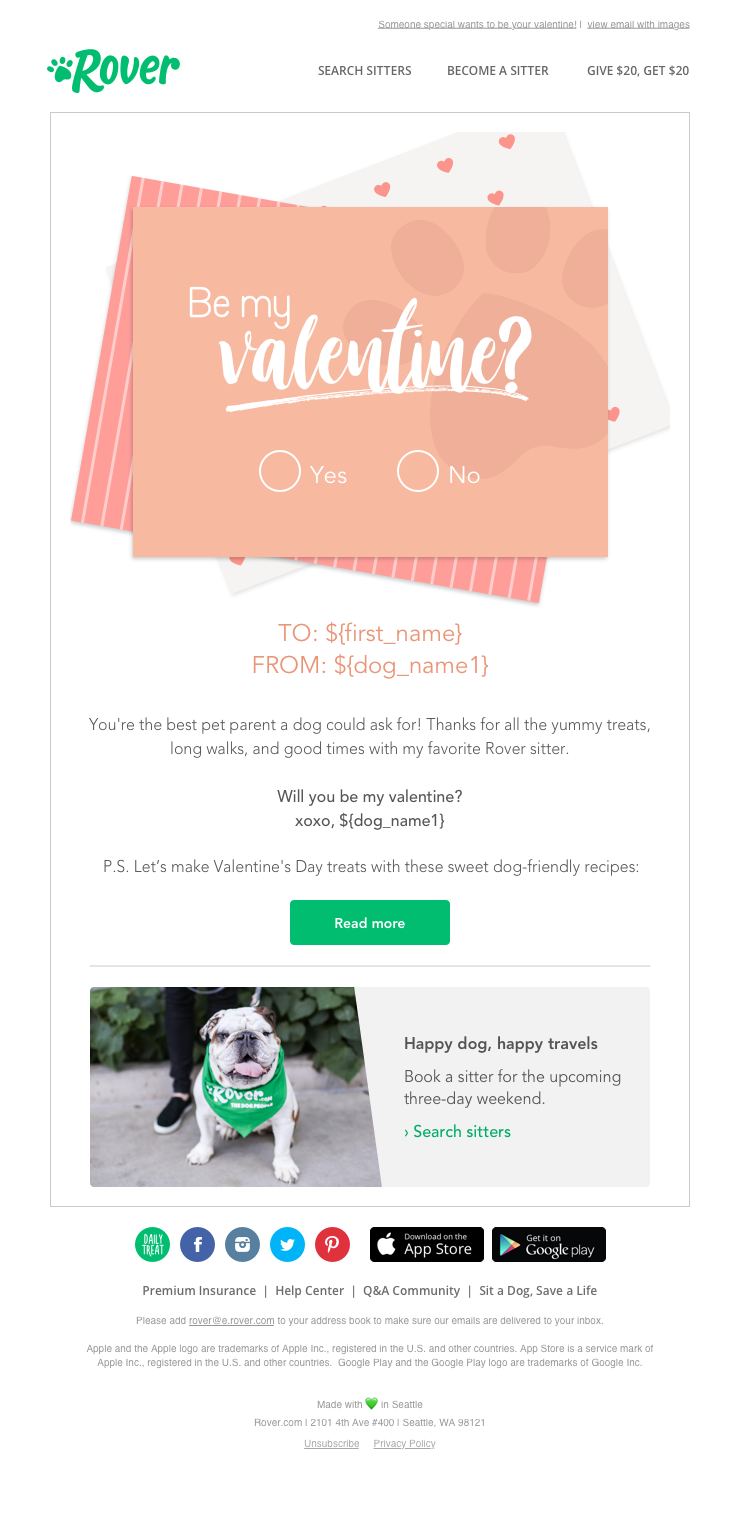 Someone special wants to be your valentine! | view email with images
Rover
SEARCH SITTERS BECOME A SITTER GIVE $20, GET $20
Be my
valentine?
Yes No
TO: ${first_name}
FROM: ${dog_name1}
You're the best pet parent a dog could ask for! Thanks for all the yummy treats,
long walks, and good times with my favorite Rover sitter.
Will you be my valentine?
xoxo, ${dog_name1}
P.S. Let’s make Valentine's Day treats with these sweet dog-friendly recipes:
Read more
Rover.com
THE DOG PEOPLE
Happy dog, happy travels
Book a sitter for the upcoming
three-day weekend.
› Search sitters
DAILY
TREAT
Download on the
App Store
Get it on
Google play
Premium Insurance | Help Center | Q&A Community | Sit a Dog, Save a Life
Please add rover@e.rover.com to your address book to make sure our emails are delivered to your inbox.
Apple and the Apple logo are trademarks of Apple Inc., registered in the U.S. and other countries. App Store is a service mark of
Apple Inc., registered in the U.S. and other countries. Google Play and the Google Play logo are trademarks of Google Inc.
Made with 💚 in Seattle
Rover.com | 2101 4th Ave #400 | Seattle, WA 98121
Unsubscribe Privacy Policy